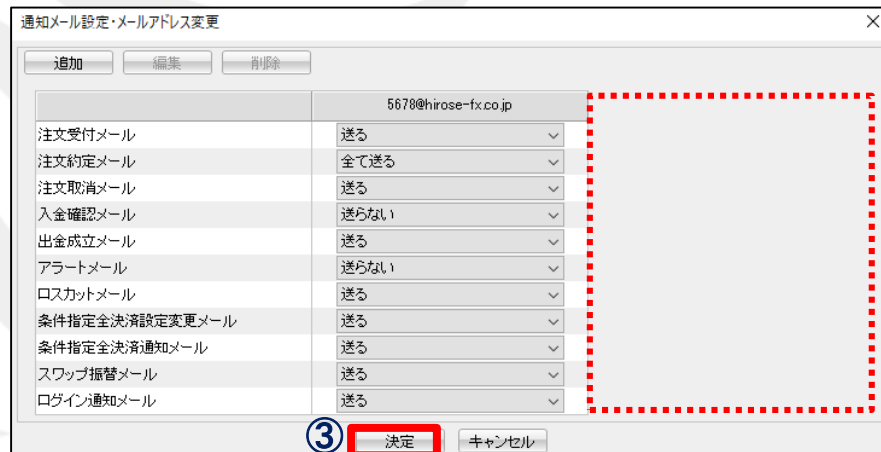 通知メール設定・メールアドレス変更
追加 編集 削除
5678@hirose-fx.co.jp
注文受付メール 送る
注文約定メール 全て送る
注文取消メール 送る
入金確認メール 送らない
出金成立メール 送る
アラートメール 送らない
ロスカットメール 送る
条件指定全決済設定変更メール 送る
条件指定全決済通知メール 送る
スワップ振替メール 送る
ログイン通知メール 送る
③ 決定 キャンセル